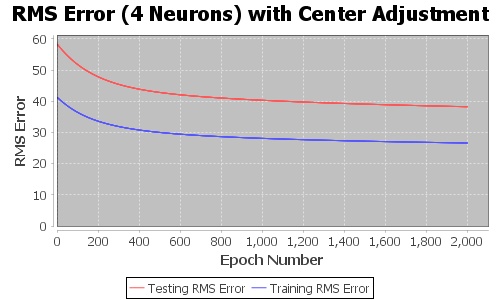 RMS Error (4 Neurons) with Center Adjustment
60
50
40
30
20
10
0
RMS Error
0 200 400 600 800 1,000 1,200 1,400 1,600 1,800 2,000
Epoch Number
Testing RMS Error Training RMS Error